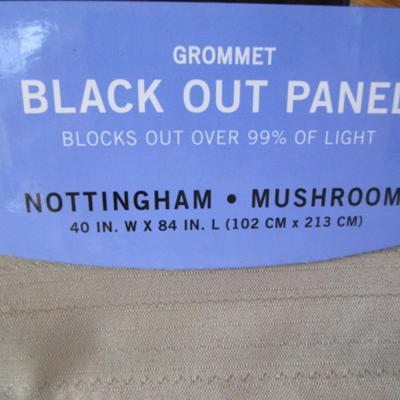 GROMMET
BLACK OUT PANEL
BLOCKS OUT OVER 99% OF LIGHT
NOTTINGHAM • MUSHROOM
40 IN. W X 84 IN. L (102 CM x 213 CM)